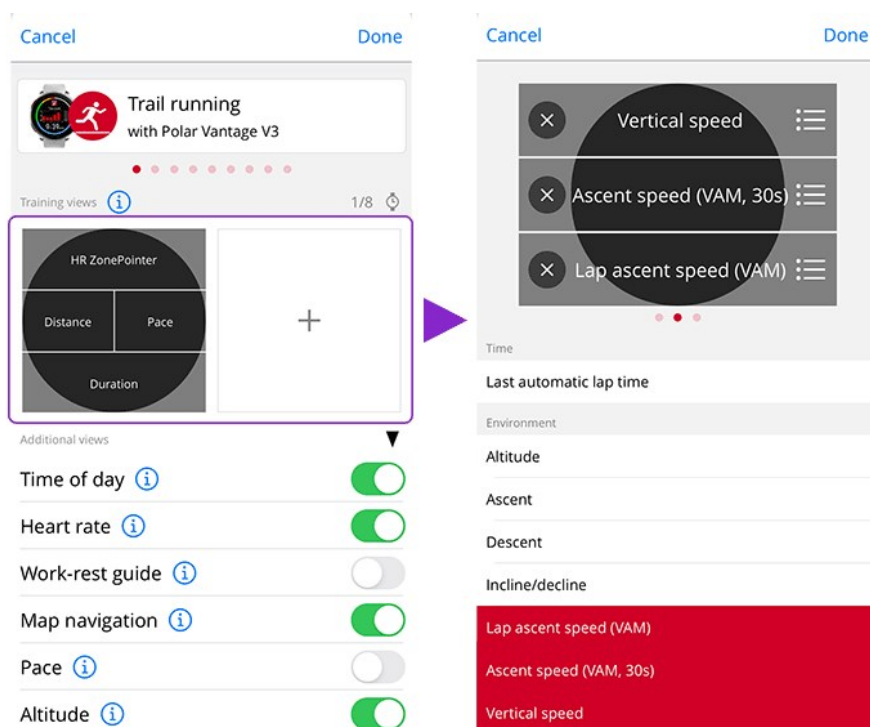 Cancel
Done
Trail running
with Polar Vantage V3
Training views
1/8
HR ZonePointer
Distance
Pace
Duration
Additional views
Time of day
Heart rate
Work-rest guide
Map navigation
Pace
Altitude
Cancel
Done
Vertical speed
Ascent speed (VAM, 30s)
Lap ascent speed (VAM)
Time
Last automatic lap time
Environment
Altitude
Ascent
Descent
Incline/decline
Lap ascent speed (VAM)
Ascent speed (VAM, 30s)
Vertical speed